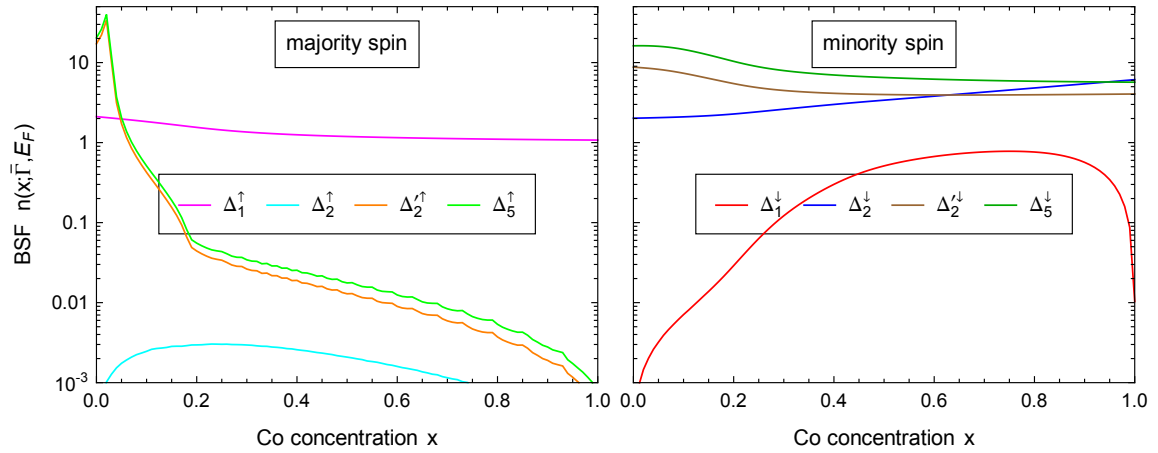 majority spin
minority spin
BSF n(x;Γ̄,E_F)
10
1
0.1
0.01
10⁻³
Δ₁↑ Δ₂↑ Δ₂′↑ Δ₅↑
Δ₁↓ Δ₂↓ Δ₂′↓ Δ₅↓
0.0 0.2 0.4 0.6 0.8 1.0
0.0 0.2 0.4 0.6 0.8 1.0
Co concentration x
Co concentration x